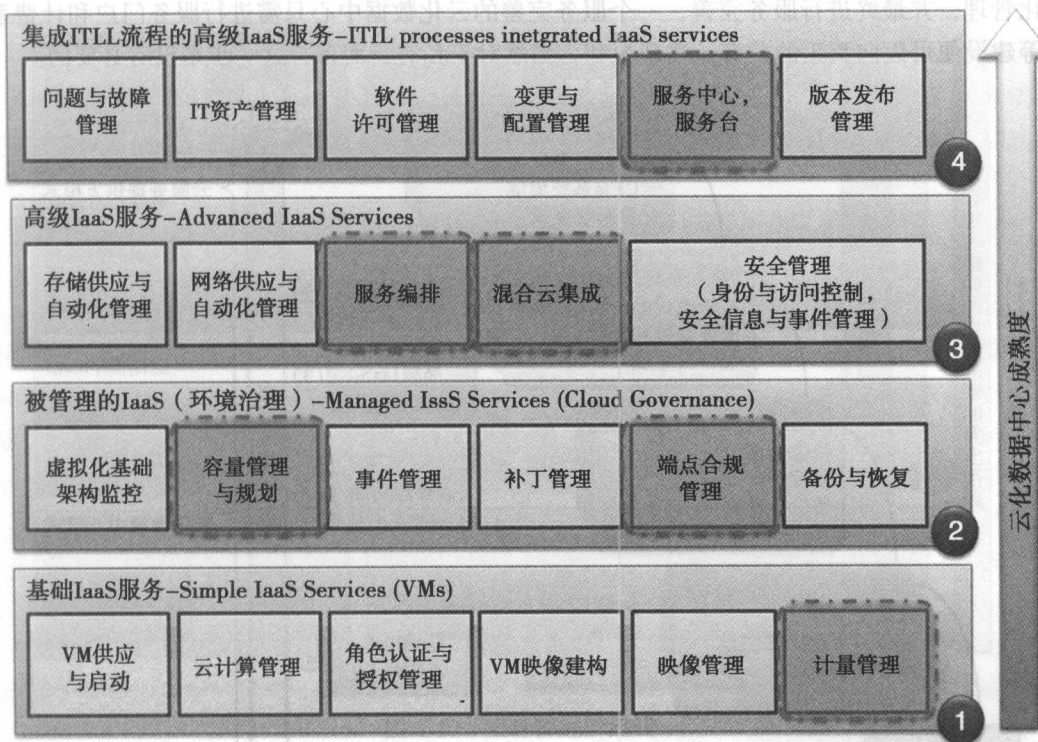 集成ITLL流程的高级IaaS服务–ITIL processes inetgrated IaaS services
问题与故障
管理
IT资产管理
软件
许可管理
变更与
配置管理
服务中心，
服务台
版本发布
管理
4
高级IaaS服务–Advanced IaaS Services
存储供应与
自动化管理
网络供应与
自动化管理
服务编排
混合云集成
安全管理
（身份与访问控制，
安全信息与事件管理）
3
被管理的IaaS（环境治理）–Managed IssS Services (Cloud Governance)
虚拟化基础
架构监控
容量管理
与规划
事件管理
补丁管理
端点合规
管理
备份与恢复
2
基础IaaS服务–Simple IaaS Services (VMs)
VM供应
与启动
云计算管理
角色认证与
授权管理
VM映像建构
映像管理
计量管理
1
云化数据中心成熟度